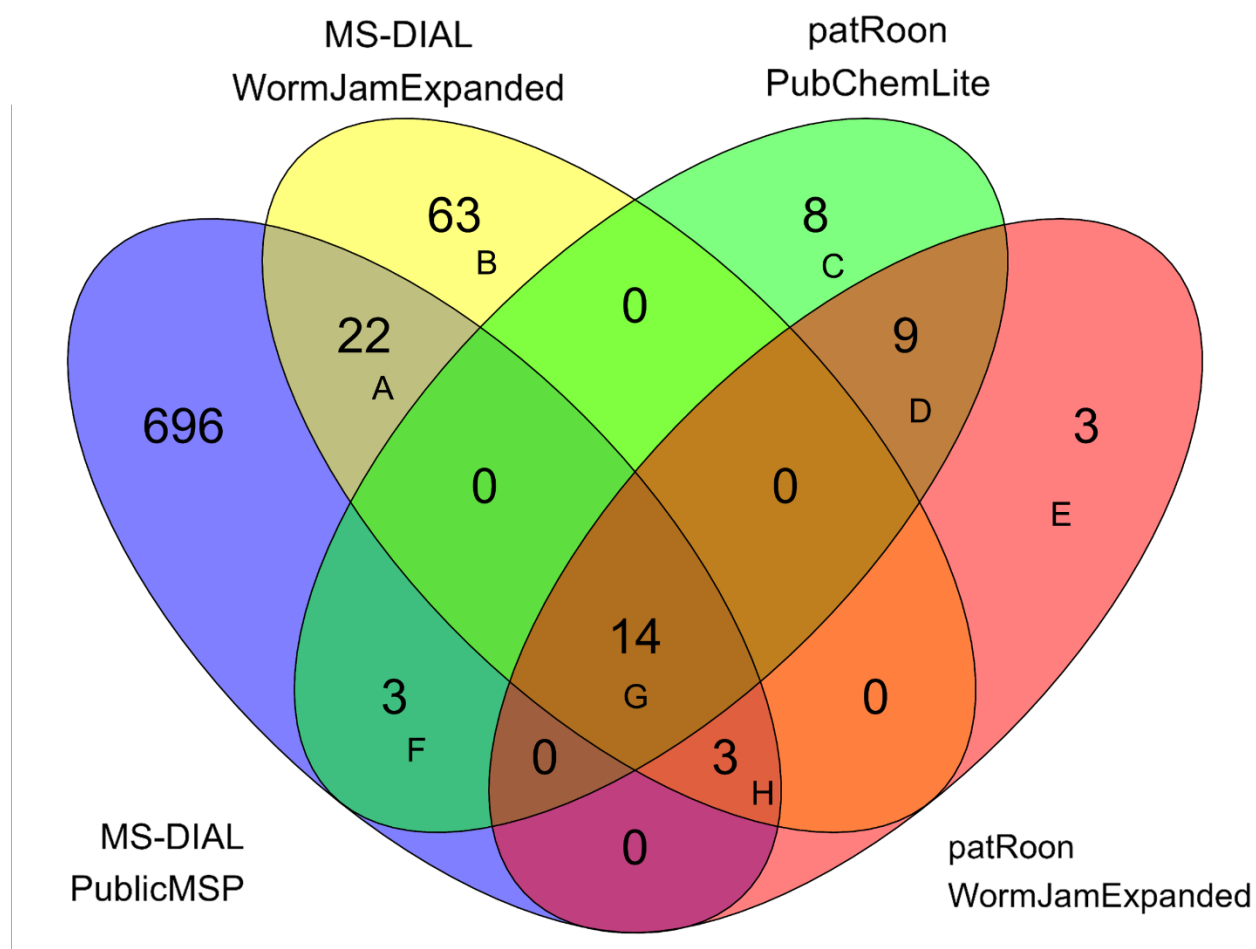 MS-DIAL
WormJamExpanded
patRoon
PubChemLite
63
B
8
C
0
22
A
9
D
696
3
E
0
0
14
G
3
F
0
0
3
H
0
MS-DIAL
PublicMSP
patRoon
WormJamExpanded